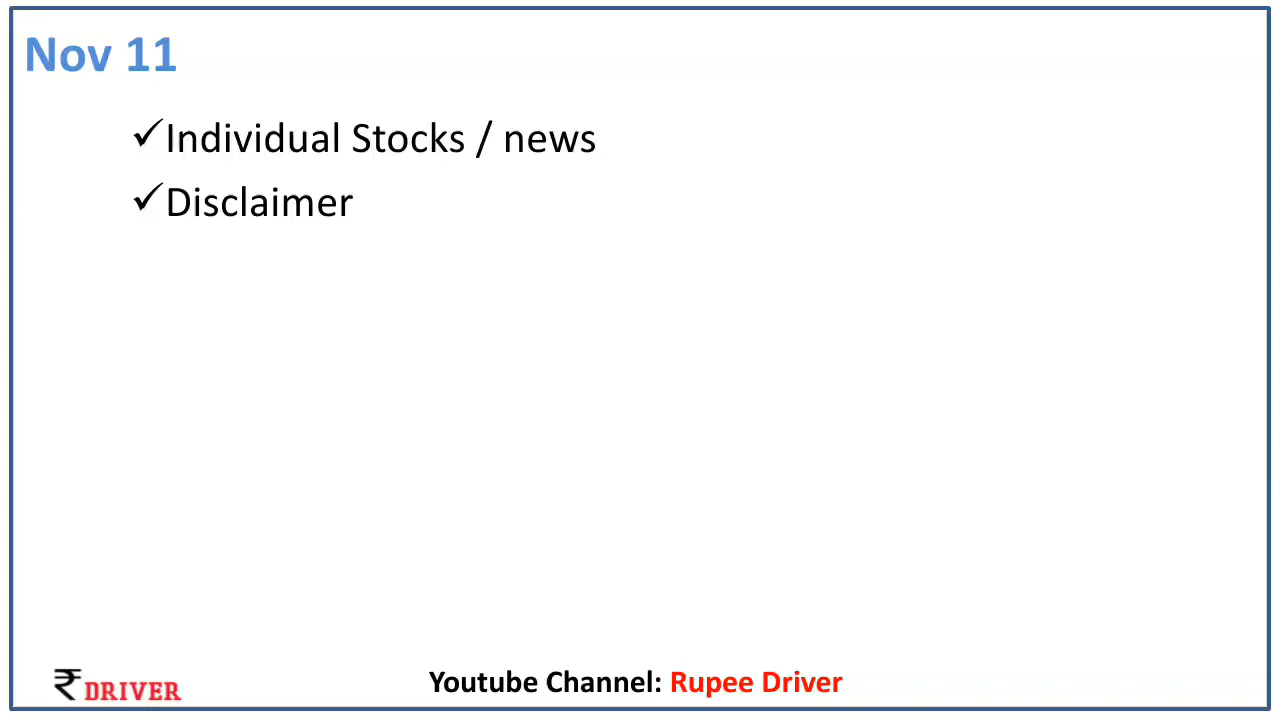 Nov 11
✓Individual Stocks / news
✓Disclaimer
₹ DRIVER
Youtube Channel: Rupee Driver